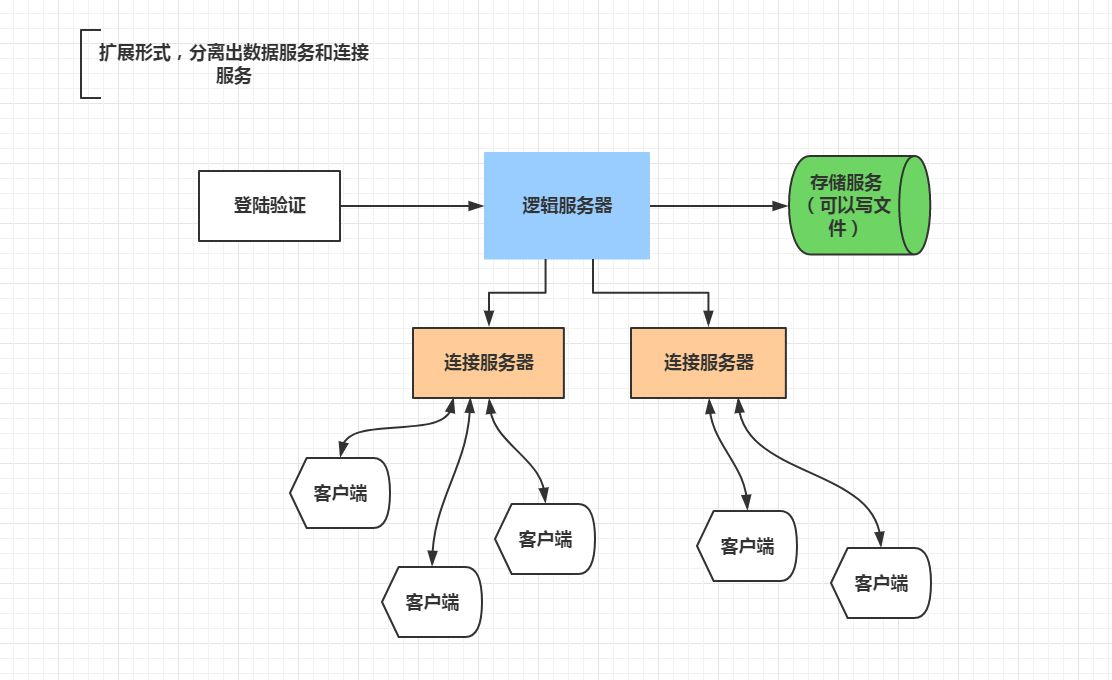 扩展形式，分离出数据服务和连接
服务
登陆验证
逻辑服务器
存储服务
（可以写文
件）
连接服务器
连接服务器
客户端
客户端
客户端
客户端
客户端